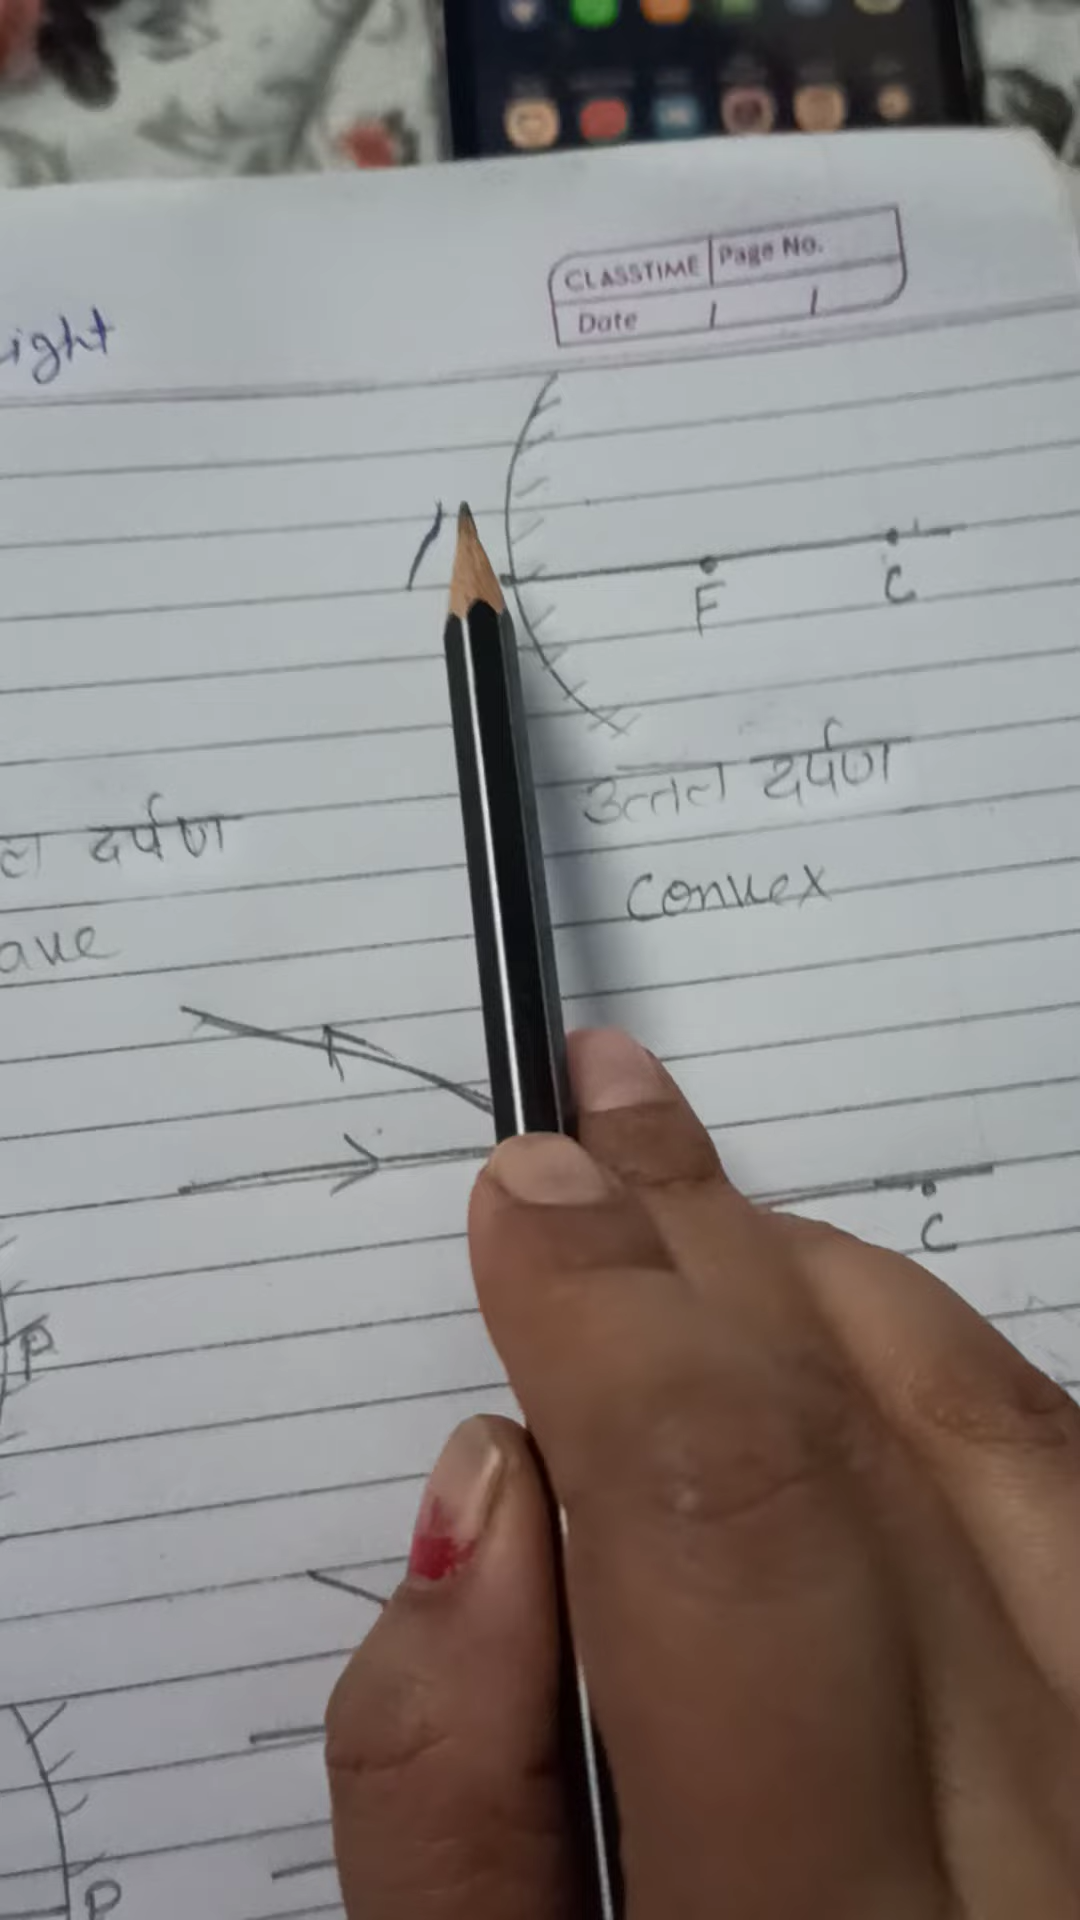 CLASSTIME Page No.
Date / /
ight
F C
उत्तल दर्पण
दर्पण
Convex
ave
C
P
P